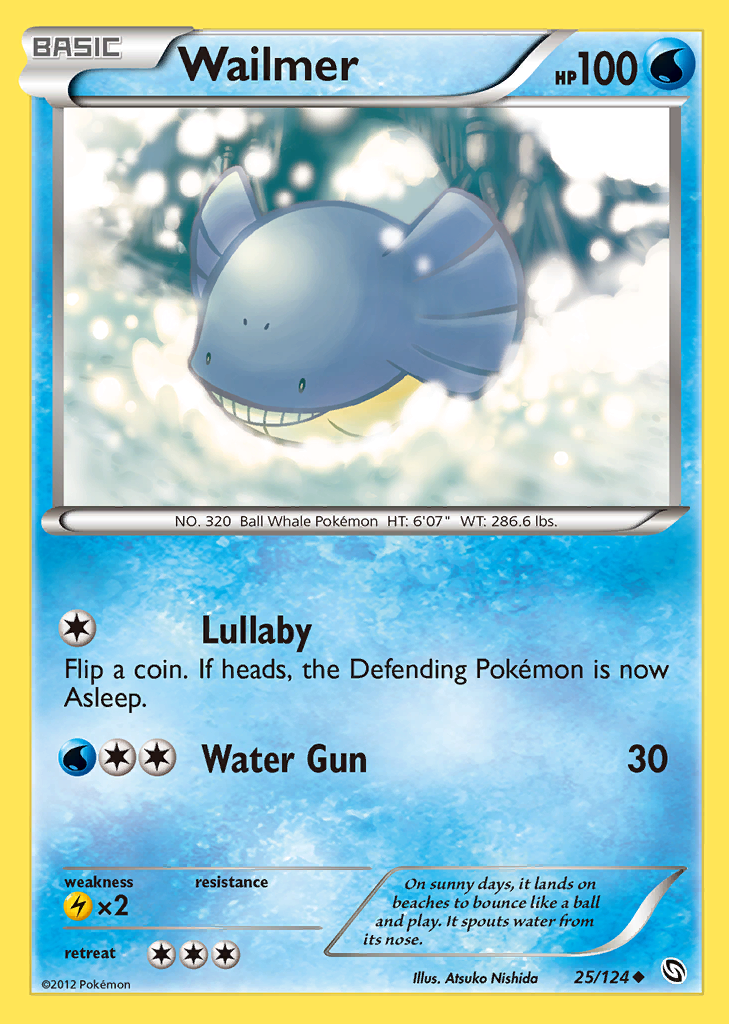 BASIC
Wailmer
HP100
NO. 320 Ball Whale Pokémon HT: 6'07" WT: 286.6 lbs.
Lullaby
Flip a coin. If heads, the Defending Pokémon is now
Asleep.
Water Gun 30
weakness resistance
×2
retreat
On sunny days, it lands on
beaches to bounce like a ball
and play. It spouts water from
its nose.
©2012 Pokémon
Illus. Atsuko Nishida
25/124